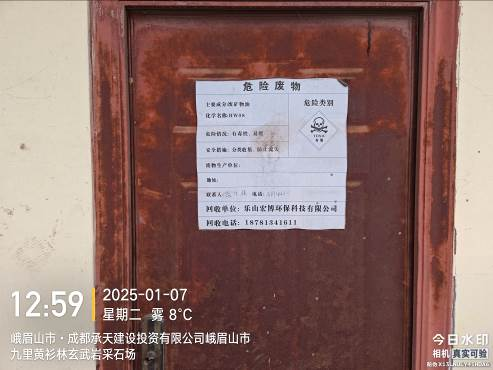 危险废物
主要成分:废矿物油
化学名称:HW08
危险情况: 有毒性、易燃
安全措施: 分类收集、防止流失
废物生产单位:
地址:
联系人: 电话:
危险类别
TOXIC
有毒
回收单位: 乐山宏博环保科技有限公司
回收电话: 18781341611
12:59
2025-01-07
星期二 雾 8°C
峨眉山市·成都承天建设投资有限公司峨眉山市
九里黄杉林玄武岩采石场
今日水印
相机 真实可验
防伪